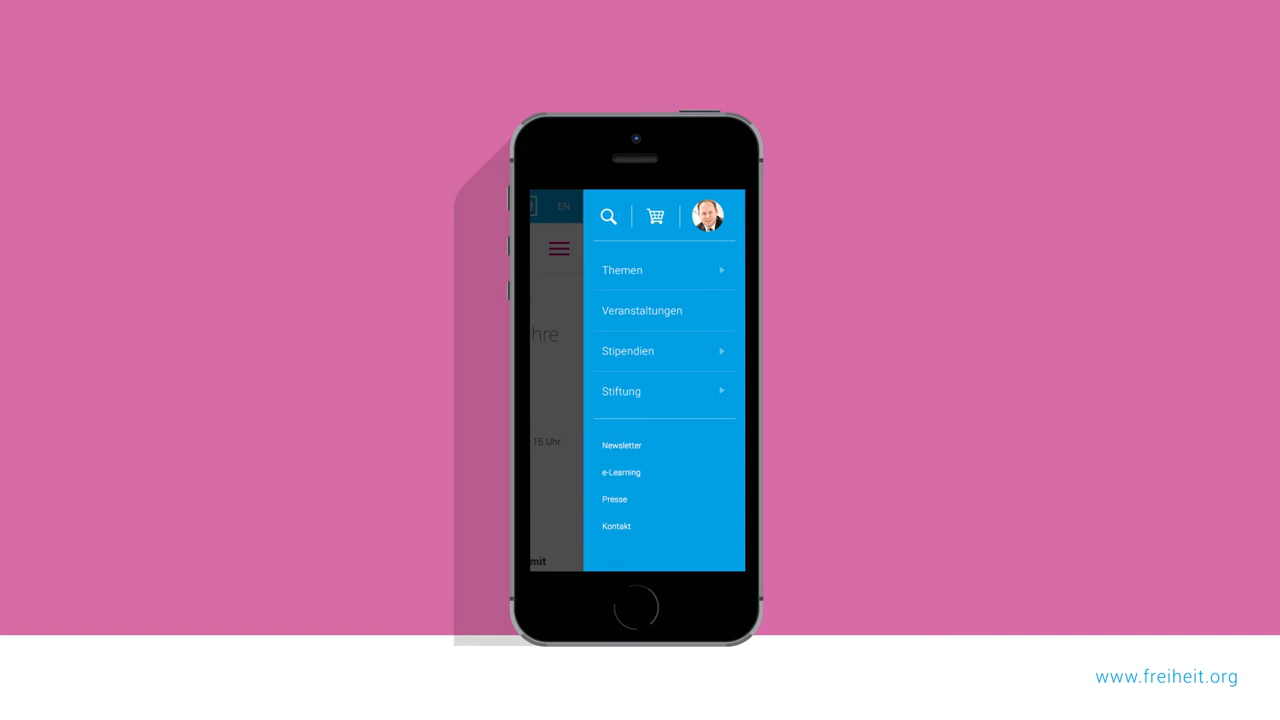 EN
Themen
Veranstaltungen
hre
Stipendien
Stiftung
15 Uhr
Newsletter
e-Learning
Presse
Kontakt
mit
www.freiheit.org